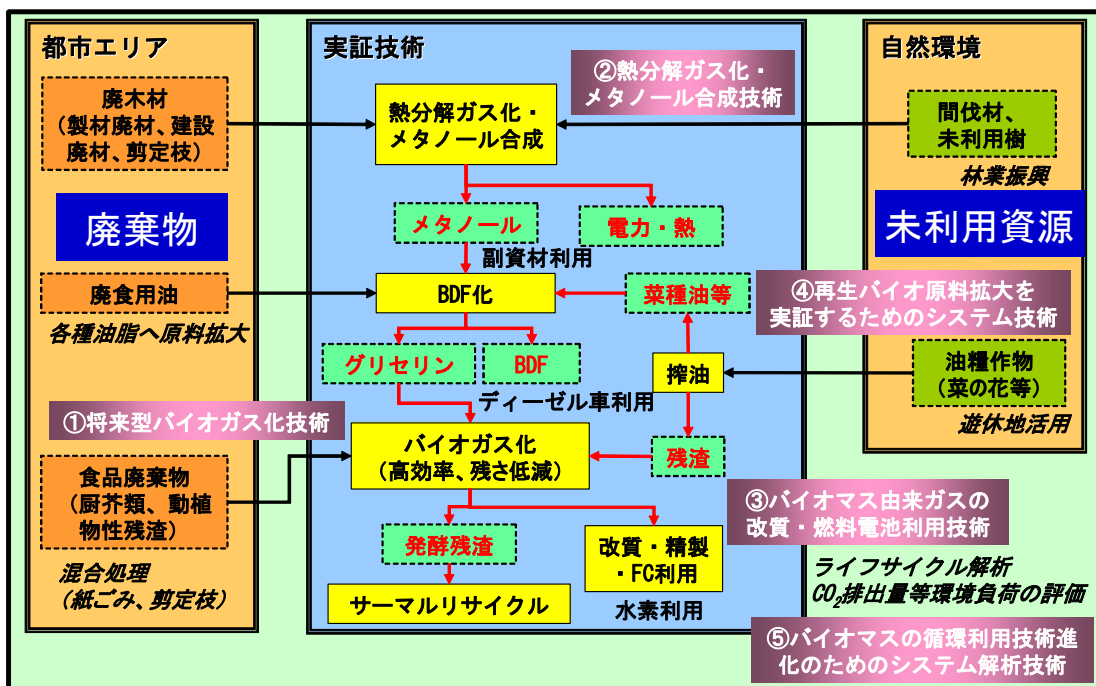 都市エリア
廃木材
(製材廃材、建設
廃材、剪定枝)
廃棄物
廃食用油
各種油脂へ原料拡大
①将来型バイオガス化技術
食品廃棄物
(厨芥類、動植
物性残渣)
混合処理
(紙ごみ、剪定枝)
実証技術
②熱分解ガス化・
メタノール合成技術
熱分解ガス化・
メタノール合成
メタノール
電力・熱
副資材利用
BDF化
菜種油等
グリセリン
BDF
搾油
ディーゼル車利用
バイオガス化
(高効率、残さ低減)
残渣
発酵残渣
改質・精製
・FC利用
サーマルリサイクル
水素利用
自然環境
間伐材、
未利用樹
林業振興
未利用資源
④再生バイオ原料拡大を
実証するためのシステム技術
油糧作物
(菜の花等)
遊休地活用
③バイオマス由来ガスの
改質・燃料電池利用技術
ライフサイクル解析
CO2排出量等環境負荷の評価
⑤バイオマスの循環利用技術進
化のためのシステム解析技術